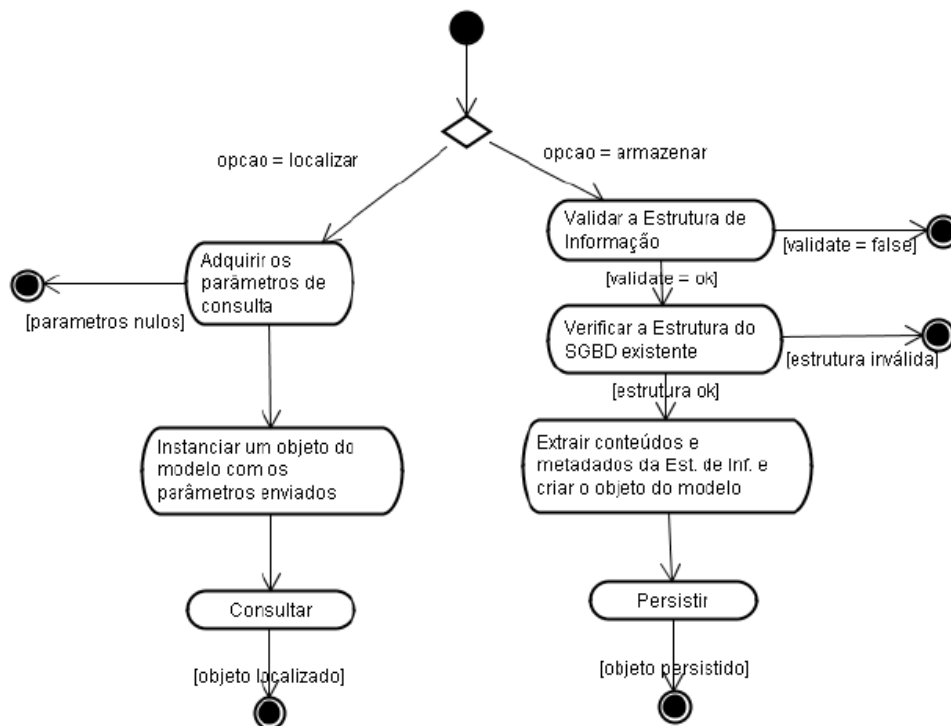 opcao = localizar
opcao = armazenar
Validar a Estrutura de
Informação
[validate = false]
[validate = ok]
Adquirir os
parâmetros de
consulta
[parametros nulos]
Verificar a Estrutura do
SGBD existente
[estrutura inválida]
[estrutura ok]
Instanciar um objeto do
modelo com os
parâmetros enviados
Extrair conteúdos e
metadados da Est. de Inf. e
criar o objeto do modelo
Consultar
Persistir
[objeto localizado]
[objeto persistido]